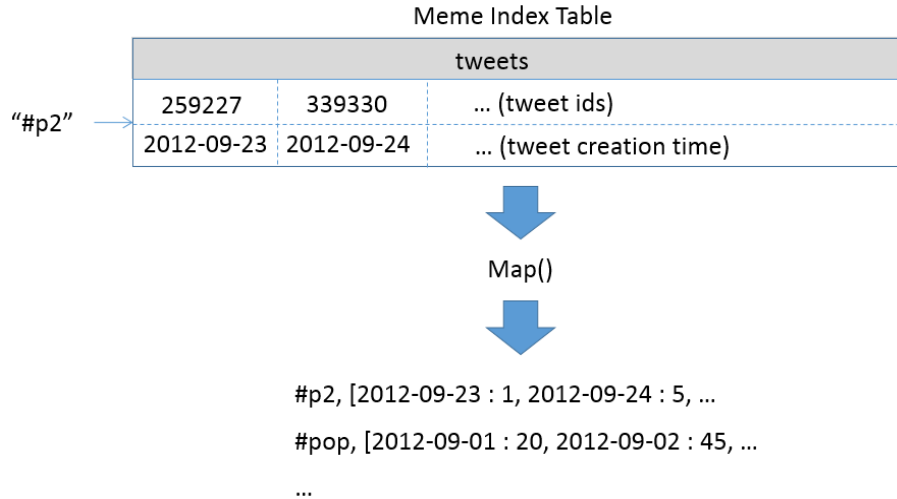 Meme Index Table
tweets
259227 339330 ... (tweet ids)
“#p2”
2012-09-23 2012-09-24 ... (tweet creation time)
Map()
#p2, [2012-09-23 : 1, 2012-09-24 : 5, ...
#pop, [2012-09-01 : 20, 2012-09-02 : 45, ...
...